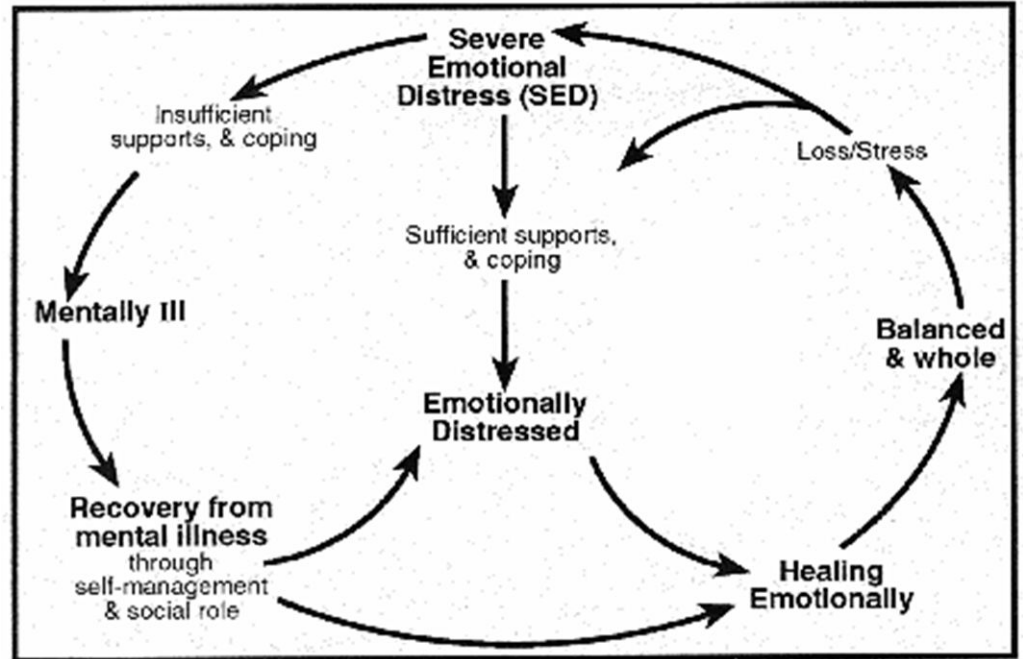 Severe
Emotional
Distress (SED)
Insufficient
supports, & coping
Loss/Stress
Sufficient supports,
& coping
Mentally Ill
Balanced
& whole
Emotionally
Distressed
Recovery from
mental illness
through
self-management
& social role
Healing
Emotionally